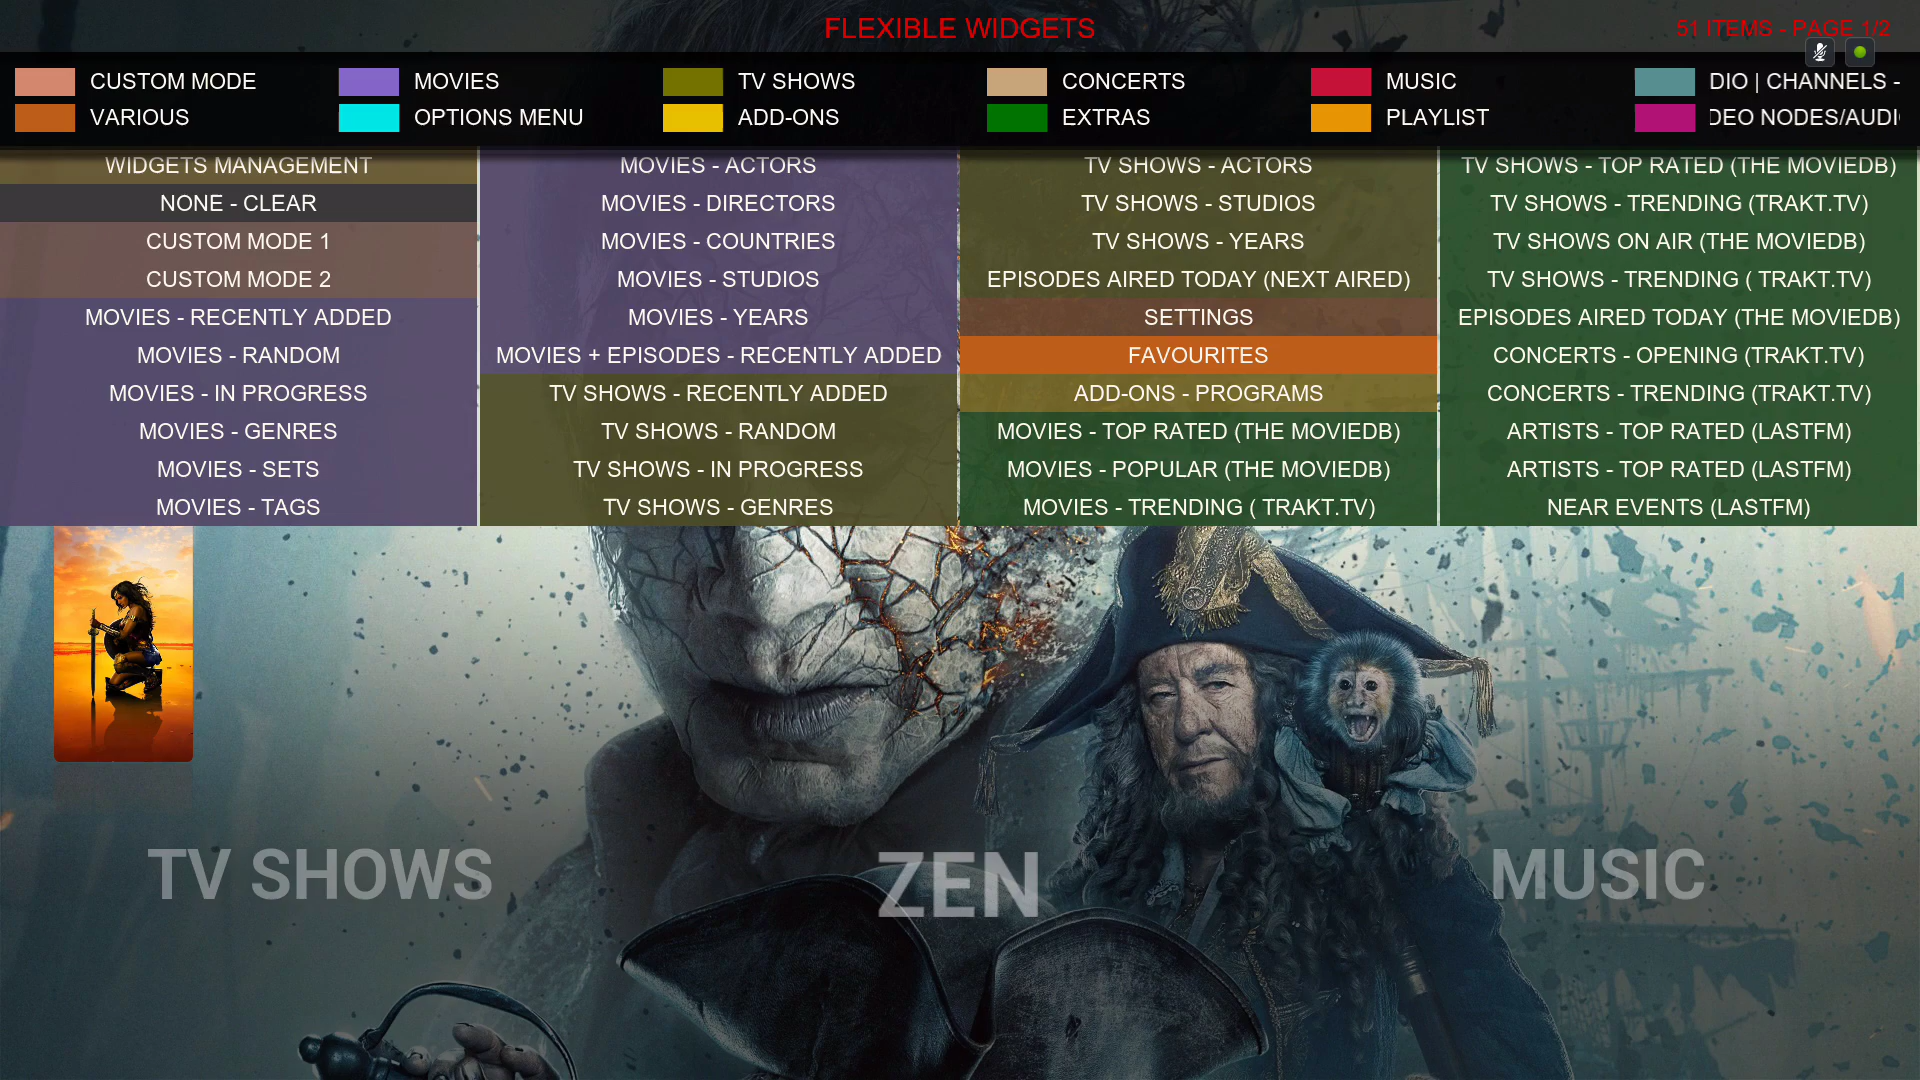 FLEXIBLE WIDGETS
51 ITEMS - PAGE 1/2
CUSTOM MODE
MOVIES
TV SHOWS
CONCERTS
MUSIC
DIO | CHANNELS -
VARIOUS
OPTIONS MENU
ADD-ONS
EXTRAS
PLAYLIST
DEO NODES/AUDI
WIDGETS MANAGEMENT
NONE - CLEAR
CUSTOM MODE 1
CUSTOM MODE 2
MOVIES - RECENTLY ADDED
MOVIES - RANDOM
MOVIES - IN PROGRESS
MOVIES - GENRES
MOVIES - SETS
MOVIES - TAGS
MOVIES - ACTORS
MOVIES - DIRECTORS
MOVIES - COUNTRIES
MOVIES - STUDIOS
MOVIES - YEARS
MOVIES + EPISODES - RECENTLY ADDED
TV SHOWS - RECENTLY ADDED
TV SHOWS - RANDOM
TV SHOWS - IN PROGRESS
TV SHOWS - GENRES
TV SHOWS - ACTORS
TV SHOWS - STUDIOS
TV SHOWS - YEARS
EPISODES AIRED TODAY (NEXT AIRED)
SETTINGS
FAVOURITES
ADD-ONS - PROGRAMS
MOVIES - TOP RATED (THE MOVIEDB)
MOVIES - POPULAR (THE MOVIEDB)
MOVIES - TRENDING ( TRAKT.TV)
TV SHOWS - TOP RATED (THE MOVIEDB)
TV SHOWS - TRENDING (TRAKT.TV)
TV SHOWS ON AIR (THE MOVIEDB)
TV SHOWS - TRENDING ( TRAKT.TV)
EPISODES AIRED TODAY (THE MOVIEDB)
CONCERTS - OPENING (TRAKT.TV)
CONCERTS - TRENDING (TRAKT.TV)
ARTISTS - TOP RATED (LASTFM)
ARTISTS - TOP RATED (LASTFM)
NEAR EVENTS (LASTFM)
TV SHOWS
ZEN
MUSIC